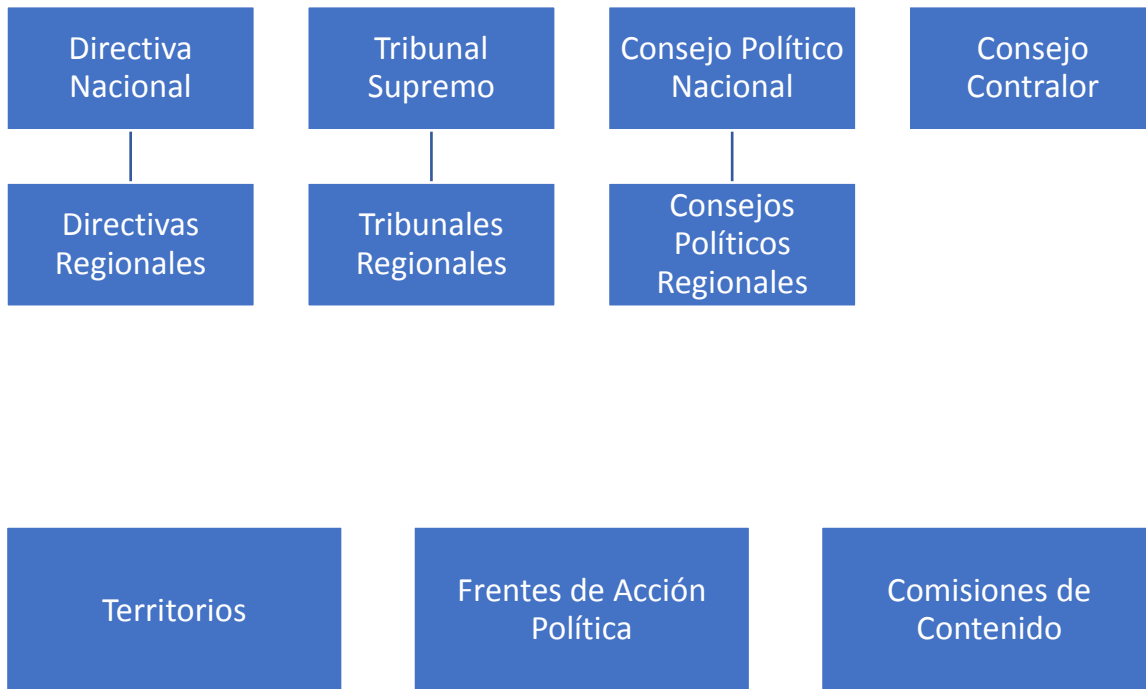 Directiva
Nacional
Tribunal
Supremo
Consejo Político
Nacional
Consejo
Contralor
Directivas
Regionales
Tribunales
Regionales
Consejos
Políticos
Regionales
Territorios
Frentes de Acción
Política
Comisiones de
Contenido